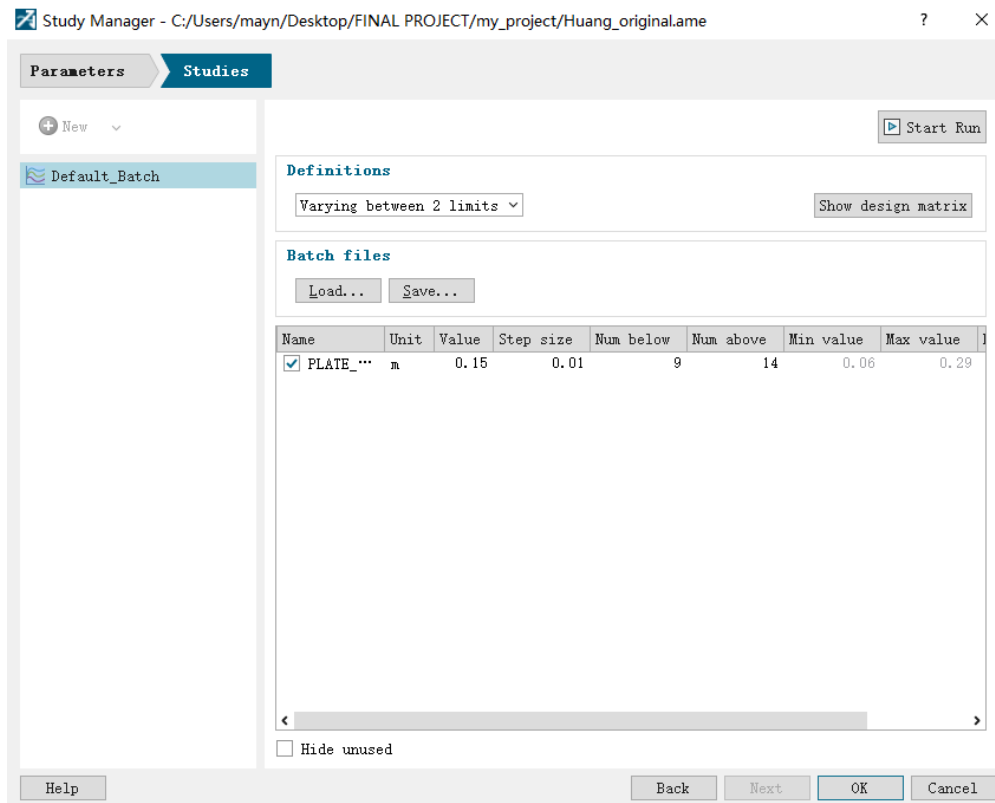 Study Manager - C:/Users/mayn/Desktop/FINAL PROJECT/my_project/Huang_original.ame ? ×
Parameters Studies
New
Start Run
Default_Batch
Definitions
Varying between 2 limits
Show design matrix
Batch files
Load... Save...
Name Unit Value Step size Num below Num above Min value Max value
PLATE_... m 0.15 0.01 9 14 0.06 0.29
Hide unused
Help Back Next OK Cancel